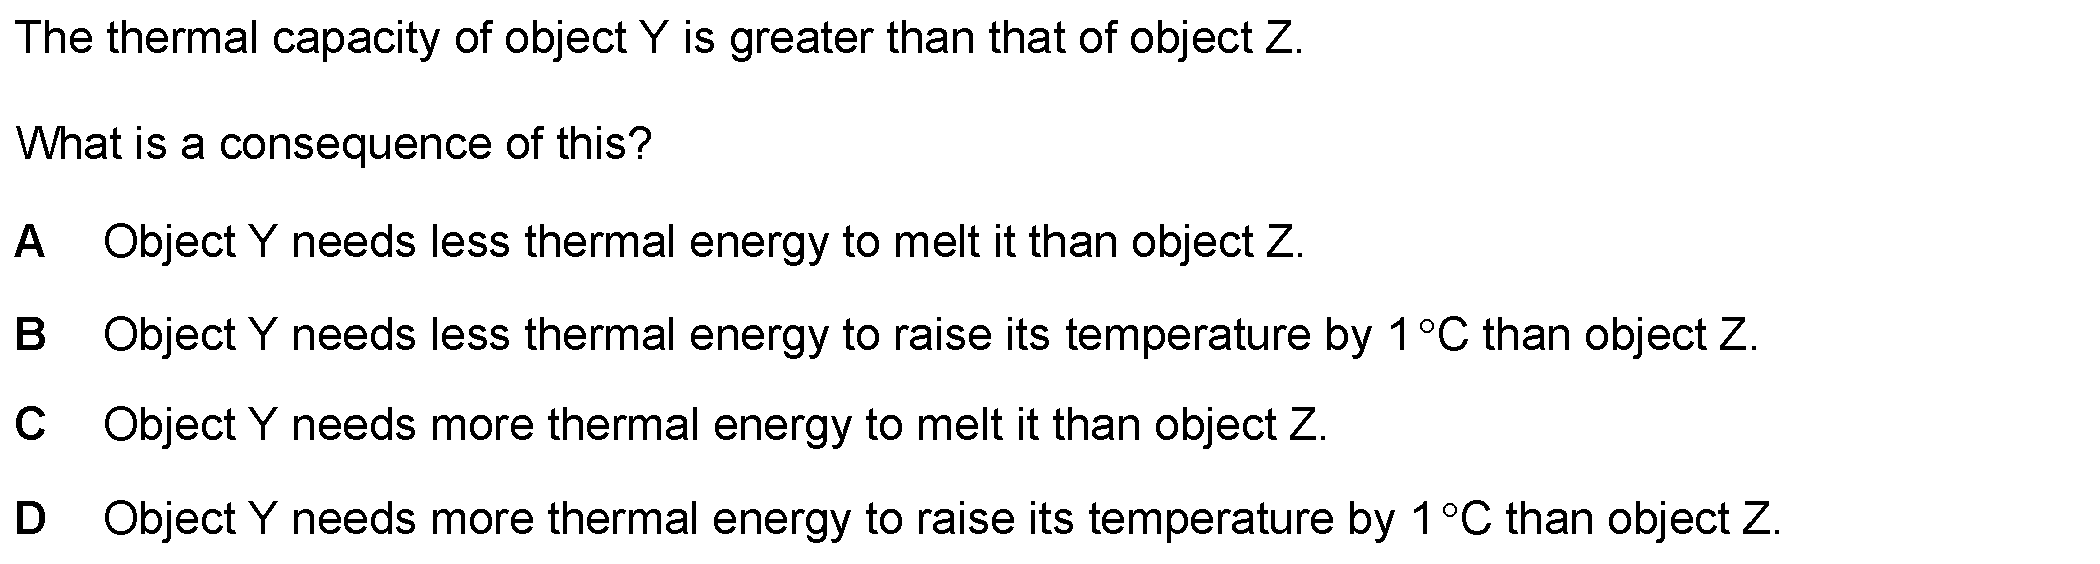 The thermal capacity of object Y is greater than that of object Z.
What is a consequence of this?
A Object Y needs less thermal energy to melt it than object Z.
B Object Y needs less thermal energy to raise its temperature by 1 °C than object Z.
C Object Y needs more thermal energy to melt it than object Z.
D Object Y needs more thermal energy to raise its temperature by 1 °C than object Z.